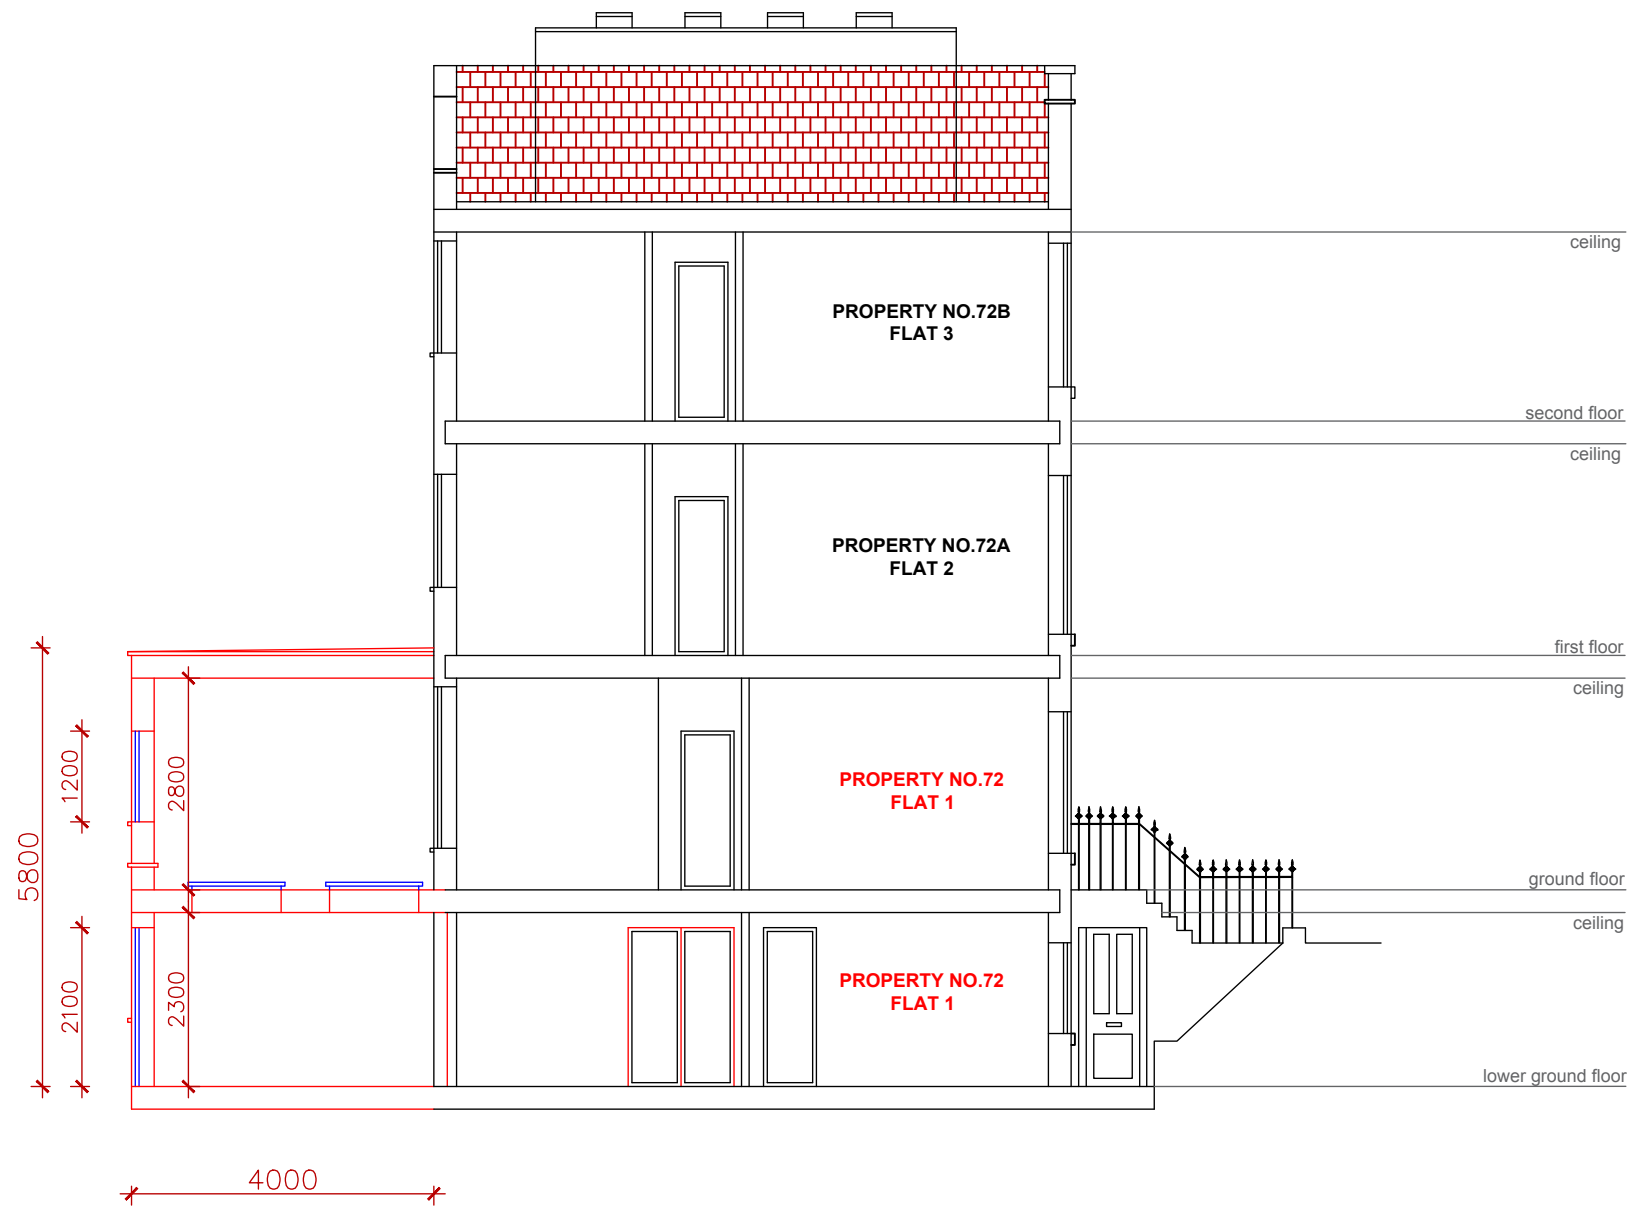 ceiling
PROPERTY NO.72B
FLAT 3
second floor
ceiling
PROPERTY NO.72A
FLAT 2
first floor
ceiling
1200
2800
PROPERTY NO.72
FLAT 1
5800
ground floor
ceiling
2100
2300
PROPERTY NO.72
FLAT 1
lower ground floor
4000